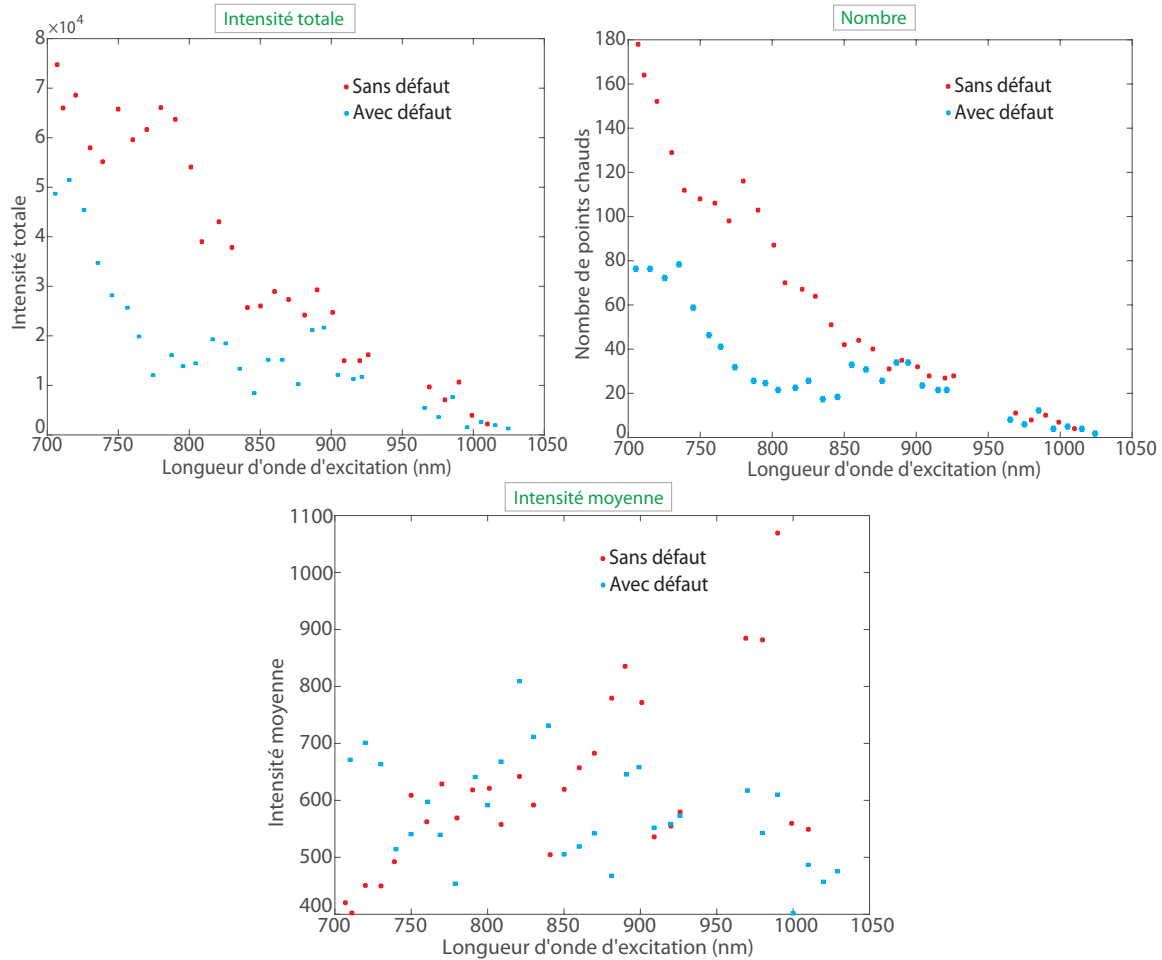 Intensité totale
×10⁴
8
7
6
5
4
3
2
1
0
700 750 800 850 900 950 1000 1050
Intensité totale
Longueur d'onde d'excitation (nm)
Sans défaut
Avec défaut
Nombre
180
160
140
120
100
80
60
40
20
0
700 750 800 850 900 950 1000 1050
Nombre de points chauds
Longueur d'onde d'excitation (nm)
Sans défaut
Avec défaut
Intensité moyenne
1100
1000
900
800
700
600
500
400
700 750 800 850 900 950 1000 1050
Intensité moyenne
Longueur d'onde d'excitation (nm)
Sans défaut
Avec défaut